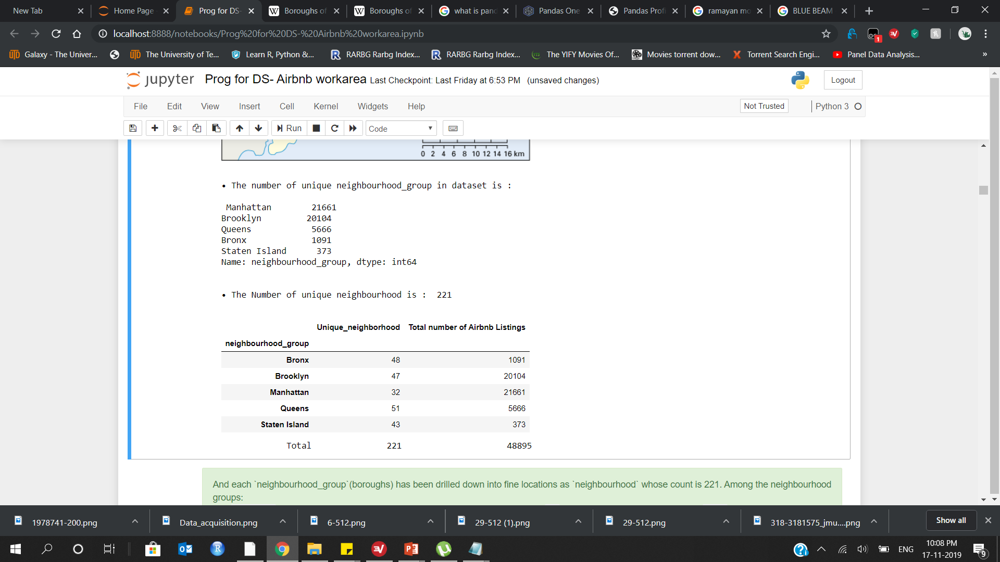 New Tab
Home Page
Prog for DS-
Boroughs of
Boroughs of
what is pand
Pandas One
Pandas Profi
ramayan mo
BLUE BEAM
localhost:8888/notebooks/Prog%20for%20DS-%20Airbnb%20workarea.ipynb
1
Galaxy - The Univer...
The University of Te...
Learn R, Python &...
RARBG Rarbg Index...
RARBG Rarbg Index...
The YIFY Movies Of...
Movies torrent dow...
Torrent Search Engi...
Panel Data Analysis...
»
jupyter Prog for DS- Airbnb workarea Last Checkpoint: Last Friday at 6:53 PM (unsaved changes)
Logout
File Edit View Insert Cell Kernel Widgets Help
Not Trusted
Python 3
Run
Code
0 2 4 6 8 10 12 14 16 km
• The number of unique neighbourhood_group in dataset is :
Manhattan 21661
Brooklyn 20104
Queens 5666
Bronx 1091
Staten Island 373
Name: neighbourhood_group, dtype: int64
• The Number of unique neighbourhood is : 221
Unique_neighborhood Total number of Airbnb Listings
neighbourhood_group
Bronx 48 1091
Brooklyn 47 20104
Manhattan 32 21661
Queens 51 5666
Staten Island 43 373
Total 221 48895
And each `neighbourhood_group`(boroughs) has been drilled down into fine locations as `neighbourhood` whose count is 221. Among the neighbourhood
groups:
1978741-200.png
Data_acquisition.png
6-512.png
29-512 (1).png
29-512.png
318-3181575_jmu....png
Show all
ENG
10:08 PM
17-11-2019
9